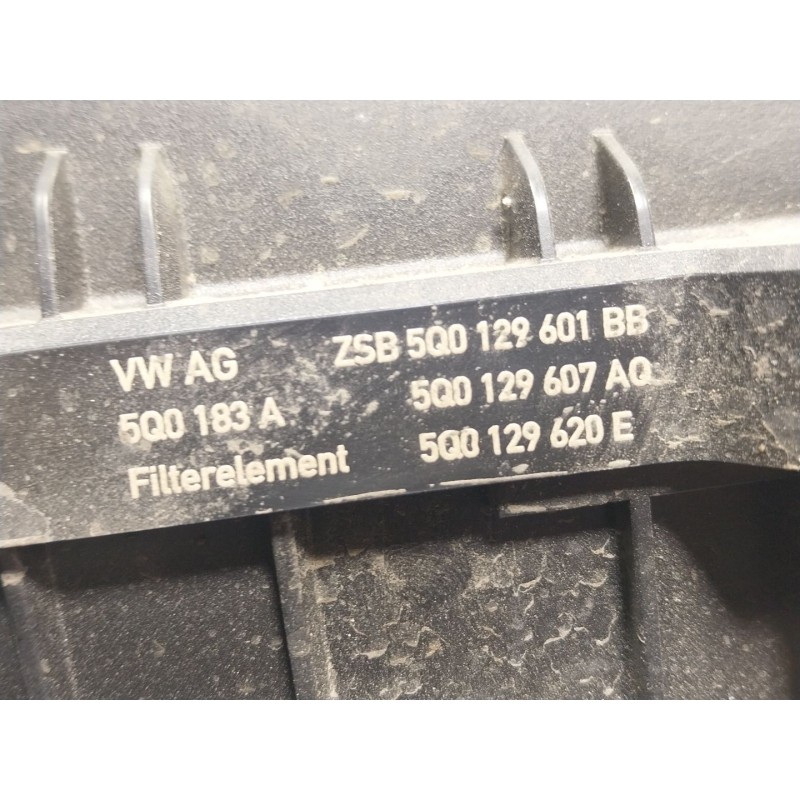 VW AG ZSB 5Q0 129 601 BB
5Q0 183 A 5Q0 129 607 AQ
Filterelement 5Q0 129 620 E